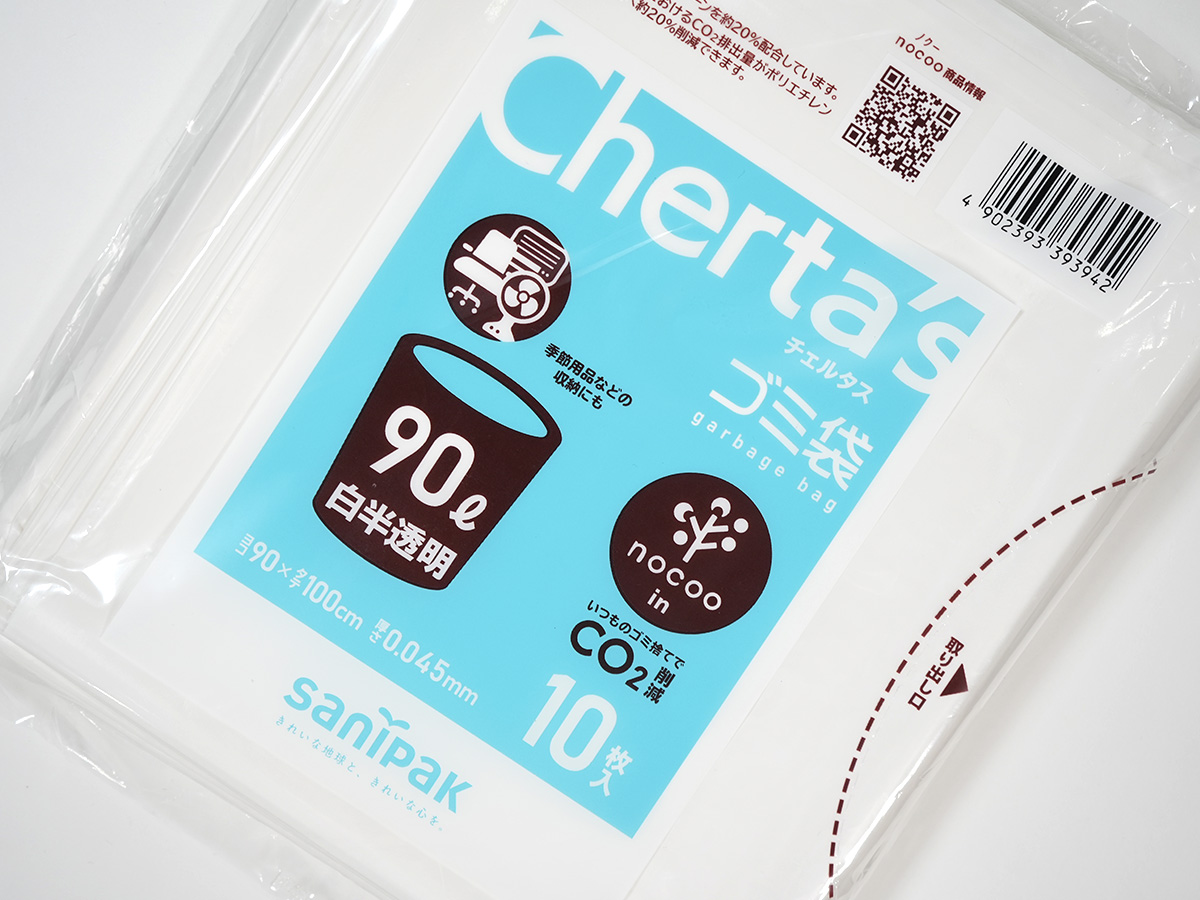 ーンを約20%配合しています。
おけるCO2排出量がポリエチレン
約20%削減できます。
ノクー
nocoo 商品情報
4 902393 393942
Cherta's
チェルタス
ゴミ袋
garbage bag
季節用品などの
収納にも
90ℓ
白半透明
nocoo
in
いつものゴミ捨てで
CO2削減
ヨコ90×タテ100cm 厚さ0.045mm
10枚入
sanipak
きれいな地球と、きれいな心を。
取り出し口